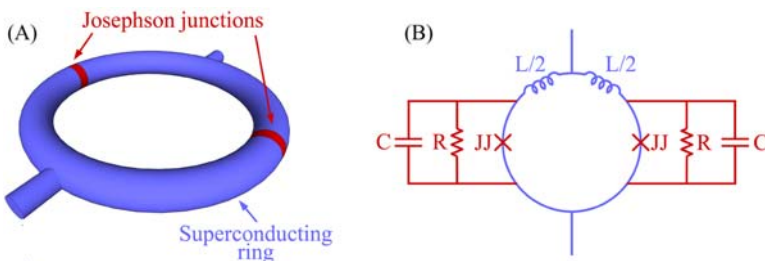 (A)
Josephson junctions
Superconducting
ring
(B)
L/2 L/2
C R JJ JJ R C